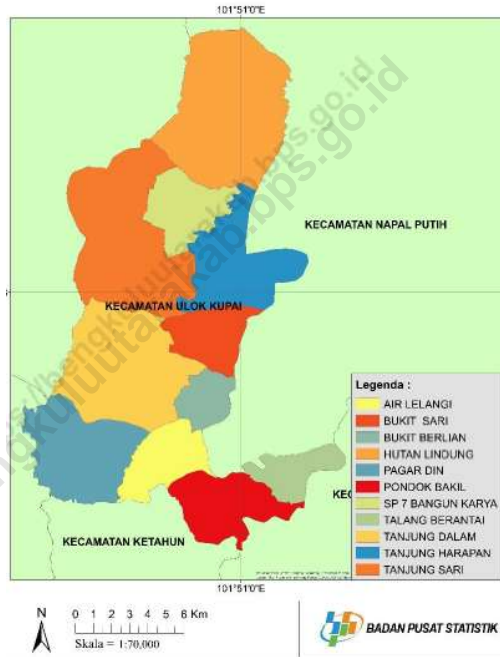 101°51'0"E
KECAMATAN NAPAL PUTIH
KECAMATAN ULOK KUPAI
KECAMATAN KETAHUN
Legenda :
AIR LELANGI
BUKIT SARI
BUKIT BERLIAN
HUTAN LINDUNG
PAGAR DIN
PONDOK BAKIL
SP 7 BANGUN KARYA
TALANG BERANTAI
TANJUNG DALAM
TANJUNG HARAPAN
TANJUNG SARI
101°51'0"E
N
0 1 2 3 4 5 6 Km
Skala = 1:70,000
BADAN PUSAT STATISTIK